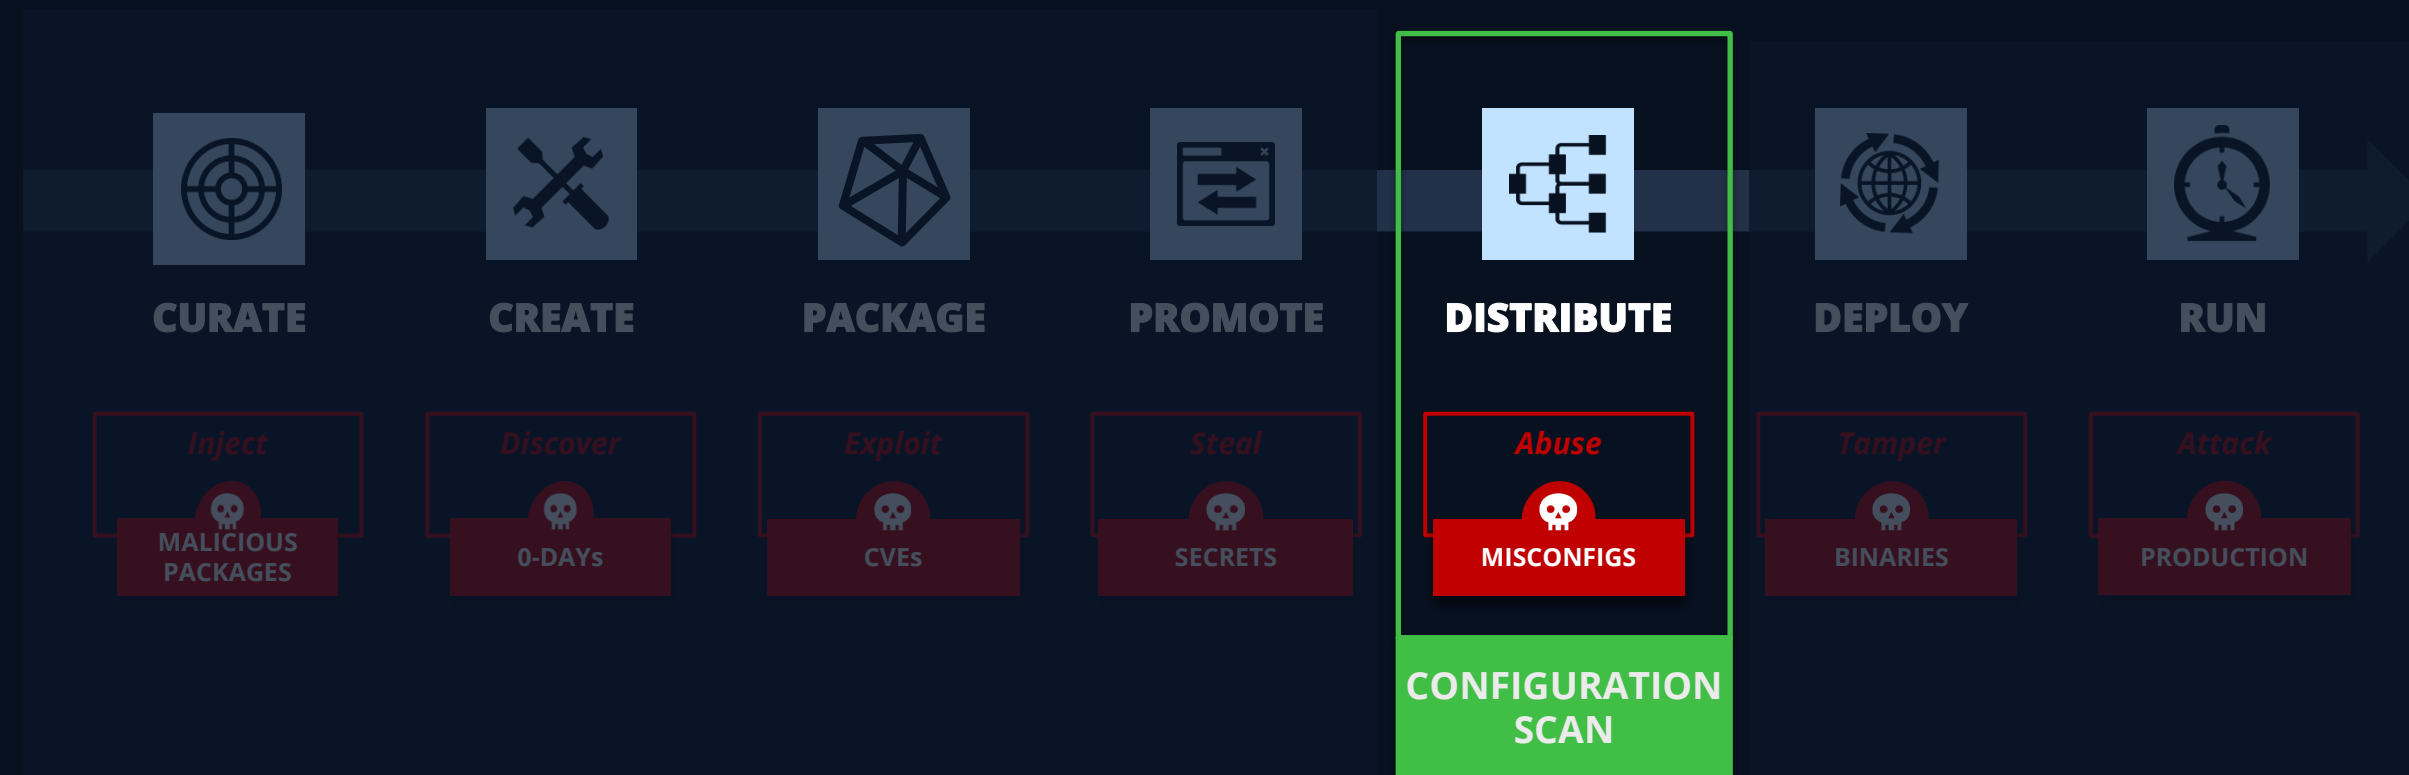 CURATE
CREATE
PACKAGE
PROMOTE
DISTRIBUTE
DEPLOY
RUN
Inject
MALICIOUS
PACKAGES
Discover
0-DAYs
Exploit
CVEs
Steal
SECRETS
Abuse
MISCONFIGS
Tamper
BINARIES
Attack
PRODUCTION
CONFIGURATION
SCAN